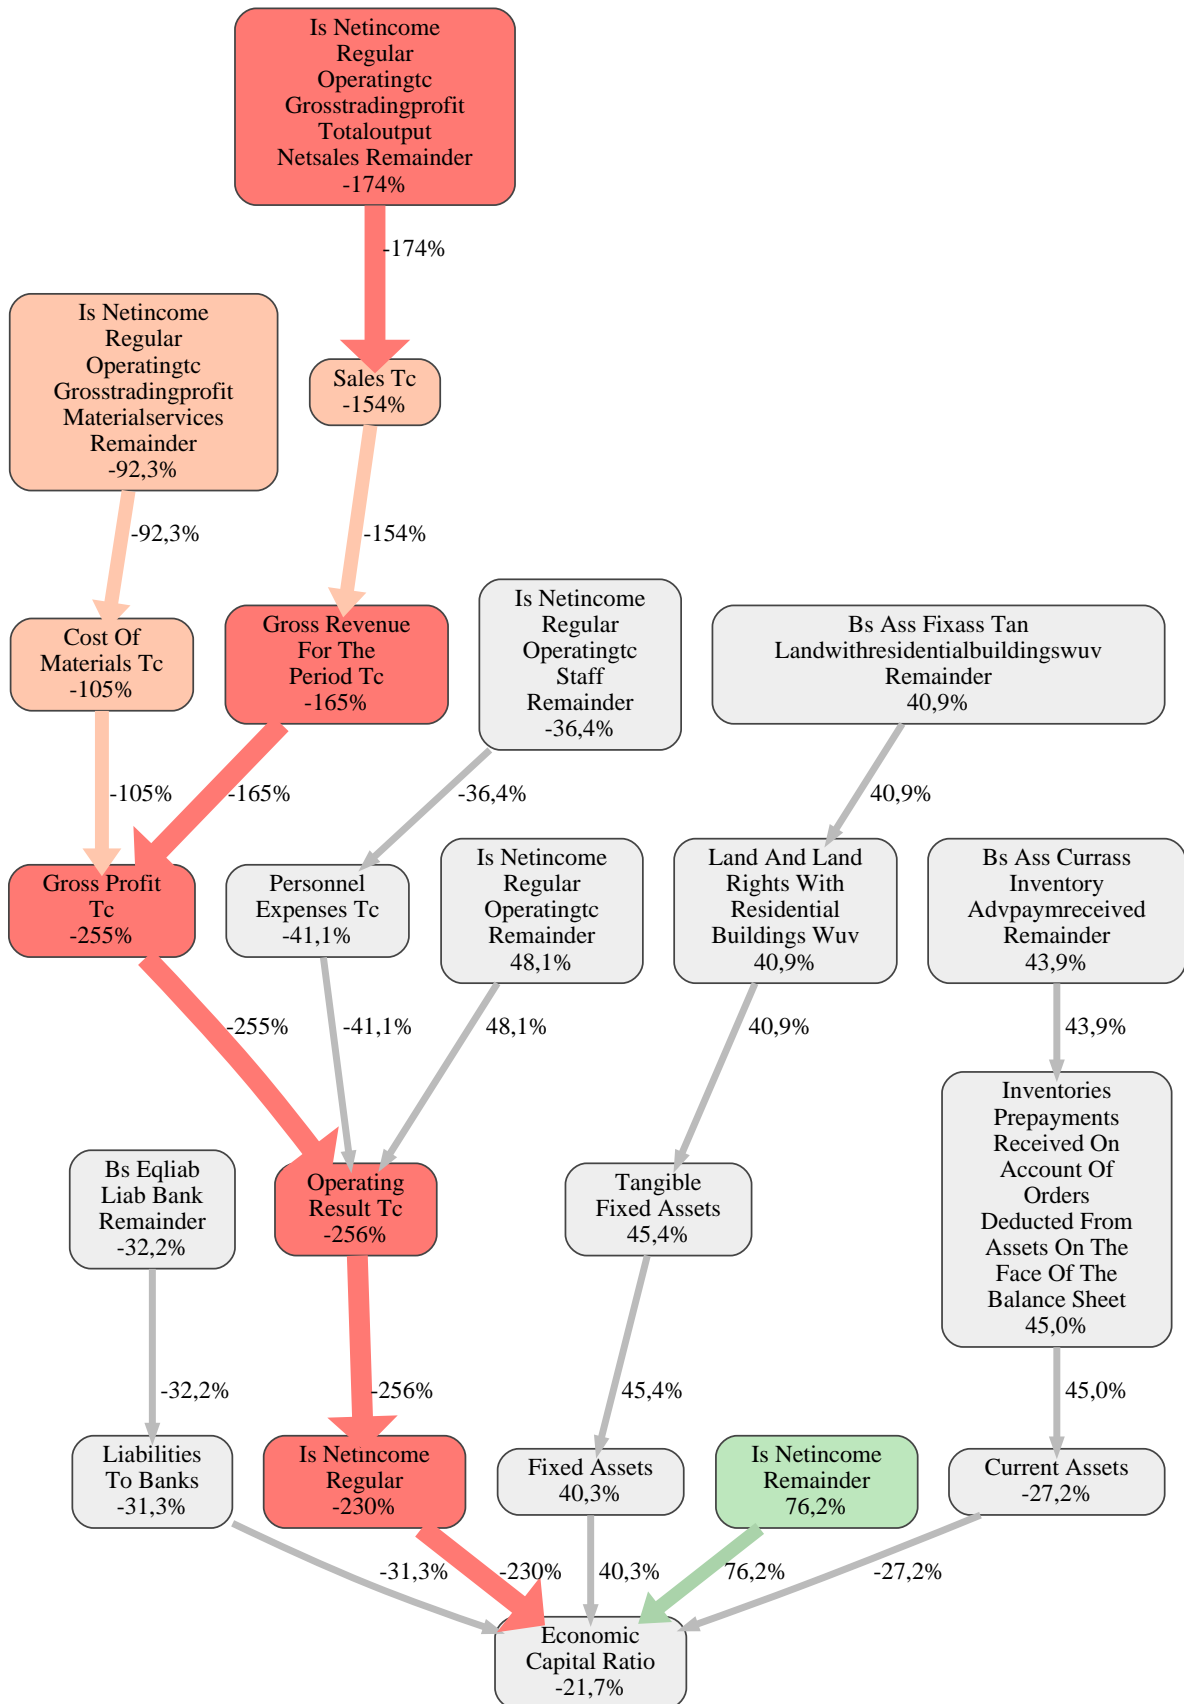 Is Netincome
Regular
Operatingtc
Grosstradingprofit
Totaloutput
Netsales Remainder
-174%
-174%
Is Netincome
Regular
Operatingtc
Grosstradingprofit
Materialservices
Remainder
-92,3%
Sales Tc
-154%
-92,3%
-154%
Cost Of
Materials Tc
-105%
Gross Revenue
For The
Period Tc
-165%
Is Netincome
Regular
Operatingtc
Staff
Remainder
-36,4%
Bs Ass Fixass Tan
Landwithresidentialbuildingswuv
Remainder
40,9%
-105%
-165%
-36,4%
40,9%
Gross Profit
Tc
-255%
Personnel
Expenses Tc
-41,1%
Is Netincome
Regular
Operatingtc
Remainder
48,1%
Land And Land
Rights With
Residential
Buildings Wuv
40,9%
Bs Ass Currass
Inventory
Advpaymreceived
Remainder
43,9%
-255%
-41,1%
48,1%
40,9%
43,9%
Bs Eqliab
Liab Bank
Remainder
-32,2%
Operating
Result Tc
-256%
Tangible
Fixed Assets
45,4%
Inventories
Prepayments
Received On
Account Of
Orders
Deducted From
Assets On The
Face Of The
Balance Sheet
45,0%
-32,2%
-256%
45,4%
45,0%
Liabilities
To Banks
-31,3%
Is Netincome
Regular
-230%
Fixed Assets
40,3%
Is Netincome
Remainder
76,2%
Current Assets
-27,2%
-31,3%
-230%
40,3%
76,2%
-27,2%
Economic
Capital Ratio
-21,7%